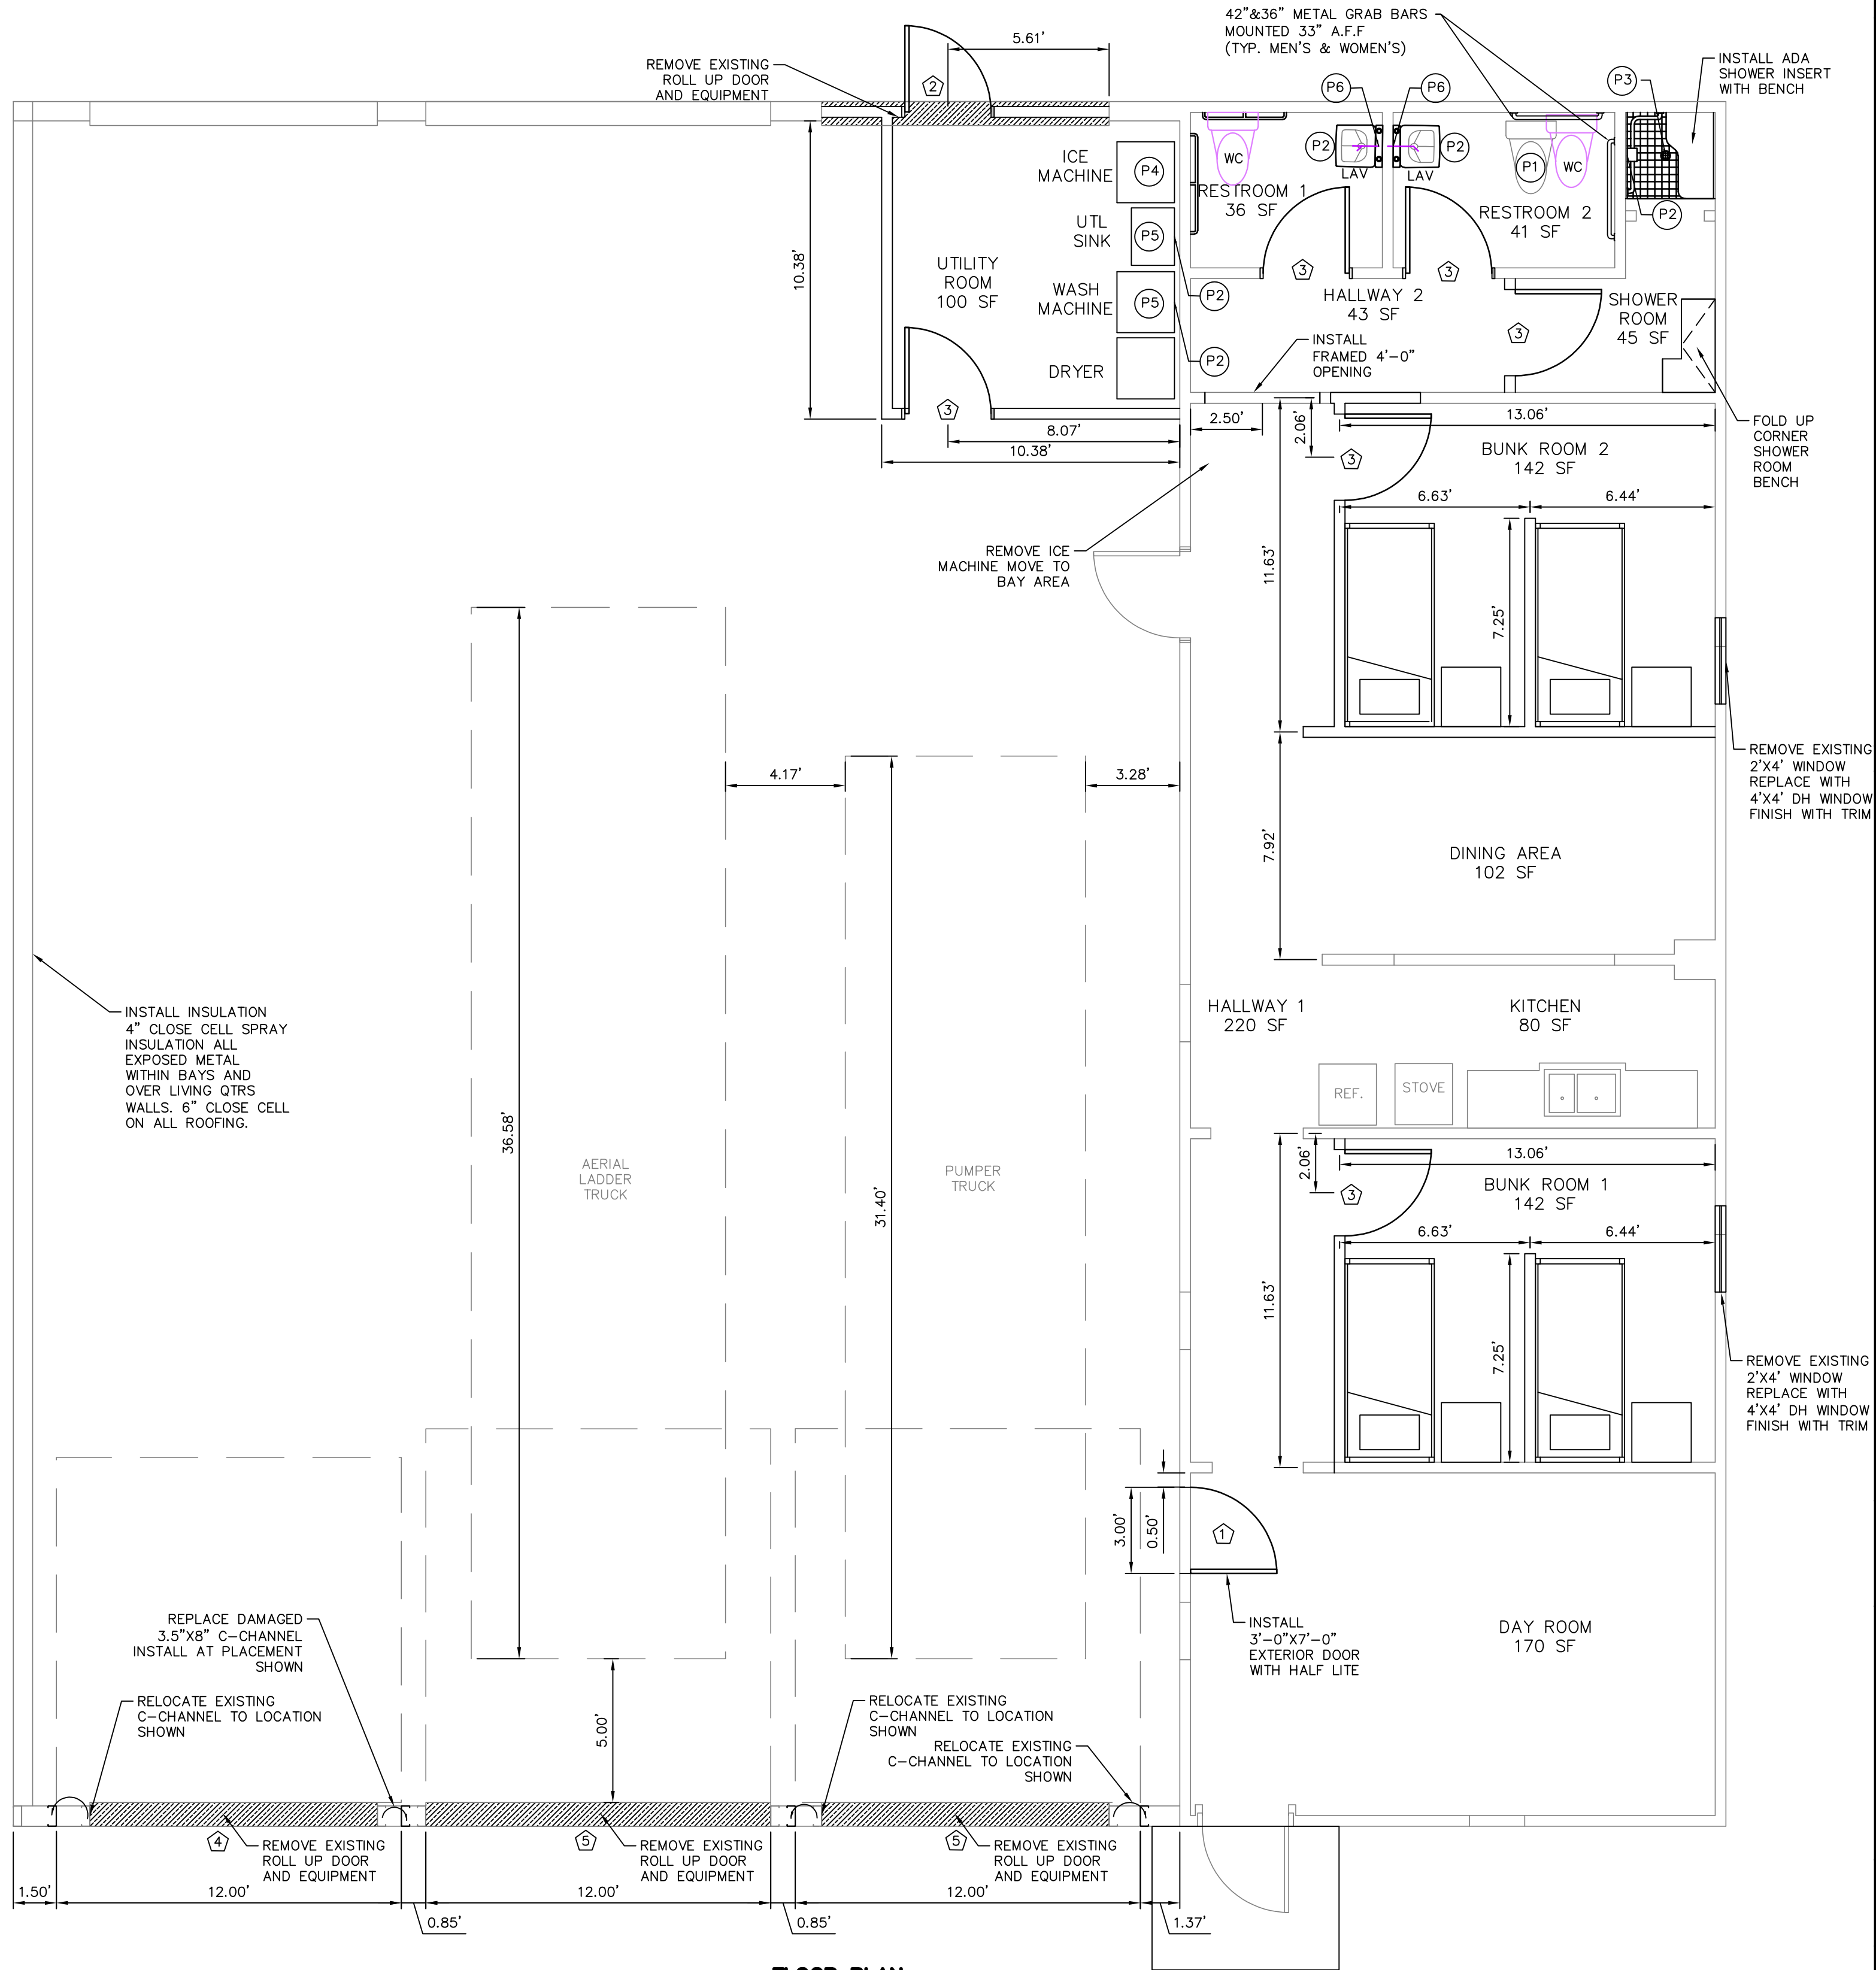 42"&36" METAL GRAB BARS
MOUNTED 33" A.F.F
(TYP. MEN'S & WOMEN'S)
5.61'
REMOVE EXISTING
ROLL UP DOOR
AND EQUIPMENT
2
INSTALL ADA
SHOWER INSERT
WITH BENCH
P3
P6
P6
P2
LAV
P2
LAV
WC
P1
WC
RESTROOM 1
36 SF
RESTROOM 2
41 SF
P2
ICE
MACHINE
P4
UTL
SINK
P5
WASH
MACHINE
P5
DRYER
UTILITY
ROOM
100 SF
10.38'
P2
P2
3
3
3
3
HALLWAY 2
43 SF
SHOWER
ROOM
45 SF
INSTALL
FRAMED 4'-0"
OPENING
8.07'
10.38'
2.50'
2.06'
13.06'
FOLD UP
CORNER
SHOWER
ROOM
BENCH
3
BUNK ROOM 2
142 SF
6.63'
6.44'
REMOVE ICE
MACHINE MOVE TO
BAY AREA
11.63'
7.25'
REMOVE EXISTING
2'X4' WINDOW
REPLACE WITH
4'X4' DH WINDOW
FINISH WITH TRIM
4.17'
3.28'
7.92'
DINING AREA
102 SF
INSTALL INSULATION
4" CLOSE CELL SPRAY
INSULATION ALL
EXPOSED METAL
WITHIN BAYS AND
OVER LIVING QTRS
WALLS. 6" CLOSE CELL
ON ALL ROOFING.
HALLWAY 1
220 SF
KITCHEN
80 SF
REF.
STOVE
36.58'
AERIAL
LADDER
TRUCK
31.40'
PUMPER
TRUCK
2.06'
13.06'
3
BUNK ROOM 1
142 SF
6.63'
6.44'
11.63'
7.25'
REMOVE EXISTING
2'X4' WINDOW
REPLACE WITH
4'X4' DH WINDOW
FINISH WITH TRIM
3.00'
0.50'
1
INSTALL
3'-0"X7'-0"
EXTERIOR DOOR
WITH HALF LITE
DAY ROOM
170 SF
REPLACE DAMAGED
3.5"X8" C-CHANNEL
INSTALL AT PLACEMENT
SHOWN
RELOCATE EXISTING
C-CHANNEL TO LOCATION
SHOWN
5.00'
RELOCATE EXISTING
C-CHANNEL TO LOCATION
SHOWN
RELOCATE EXISTING
C-CHANNEL TO LOCATION
SHOWN
4
REMOVE EXISTING
ROLL UP DOOR
AND EQUIPMENT
5
REMOVE EXISTING
ROLL UP DOOR
AND EQUIPMENT
5
REMOVE EXISTING
ROLL UP DOOR
AND EQUIPMENT
1.50'
12.00'
12.00'
12.00'
0.85'
0.85'
1.37'
FLOOR PLAN